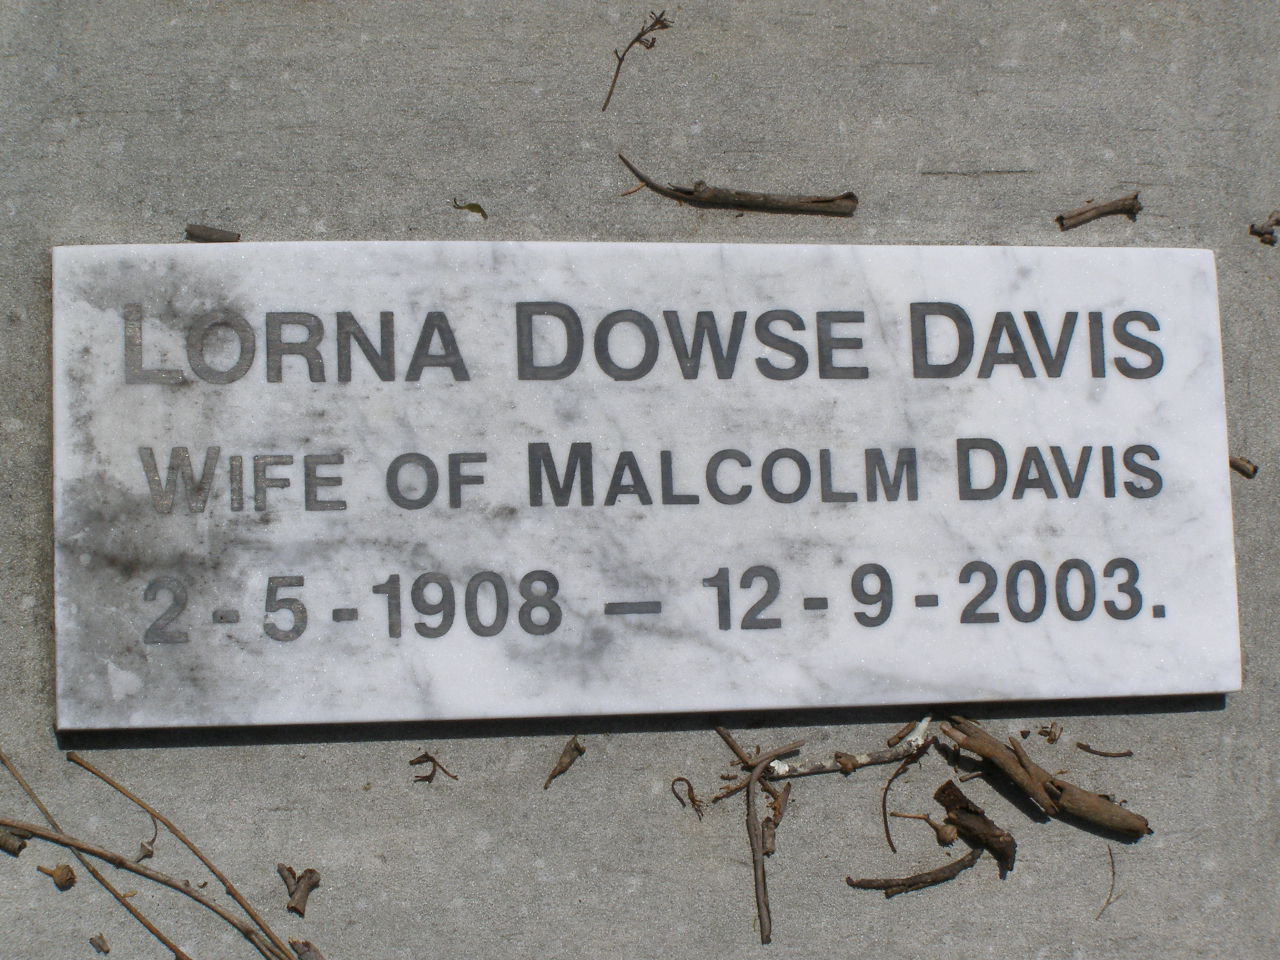 LORNA DOWSE DAVIS
WIFE OF MALCOLM DAVIS
2-5-1908 — 12-9-2003.